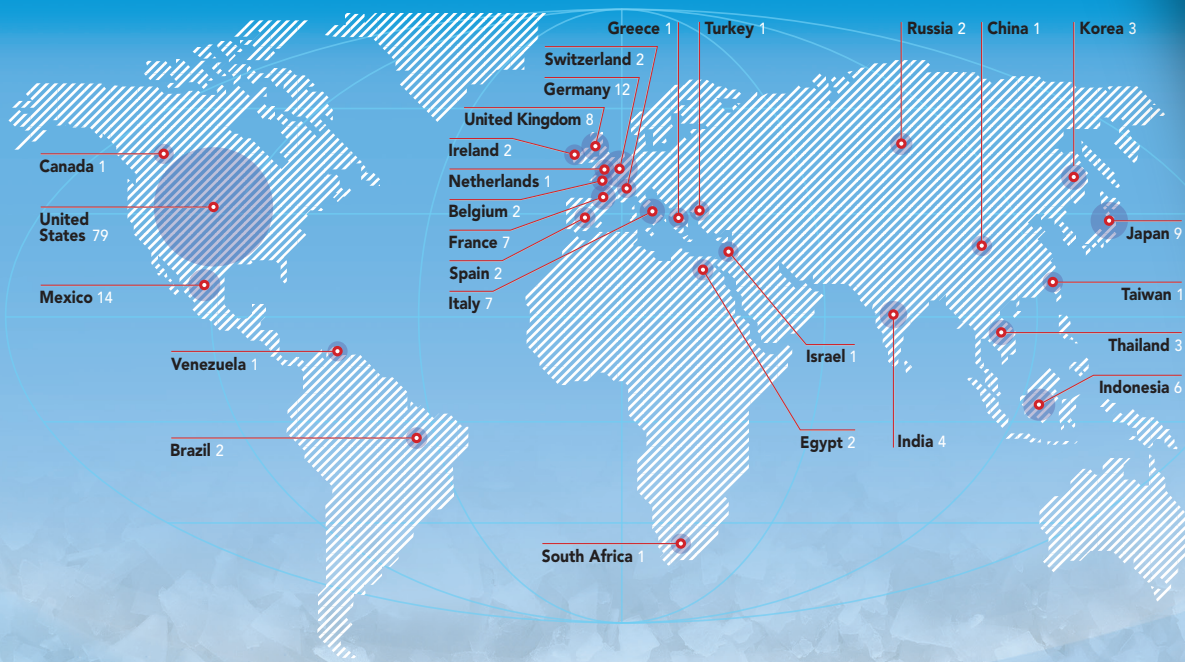 Greece 1
Turkey 1
Russia 2
China 1
Korea 3
Switzerland 2
Germany 12
United Kingdom 8
Ireland 2
Canada 1
Netherlands 1
Belgium 2
United
States 79
Japan 9
France 7
Spain 2
Mexico 14
Taiwan 1
Italy 7
Thailand 3
Israel 1
Venezuela 1
Indonesia 6
Egypt 2
India 4
Brazil 2
South Africa 1